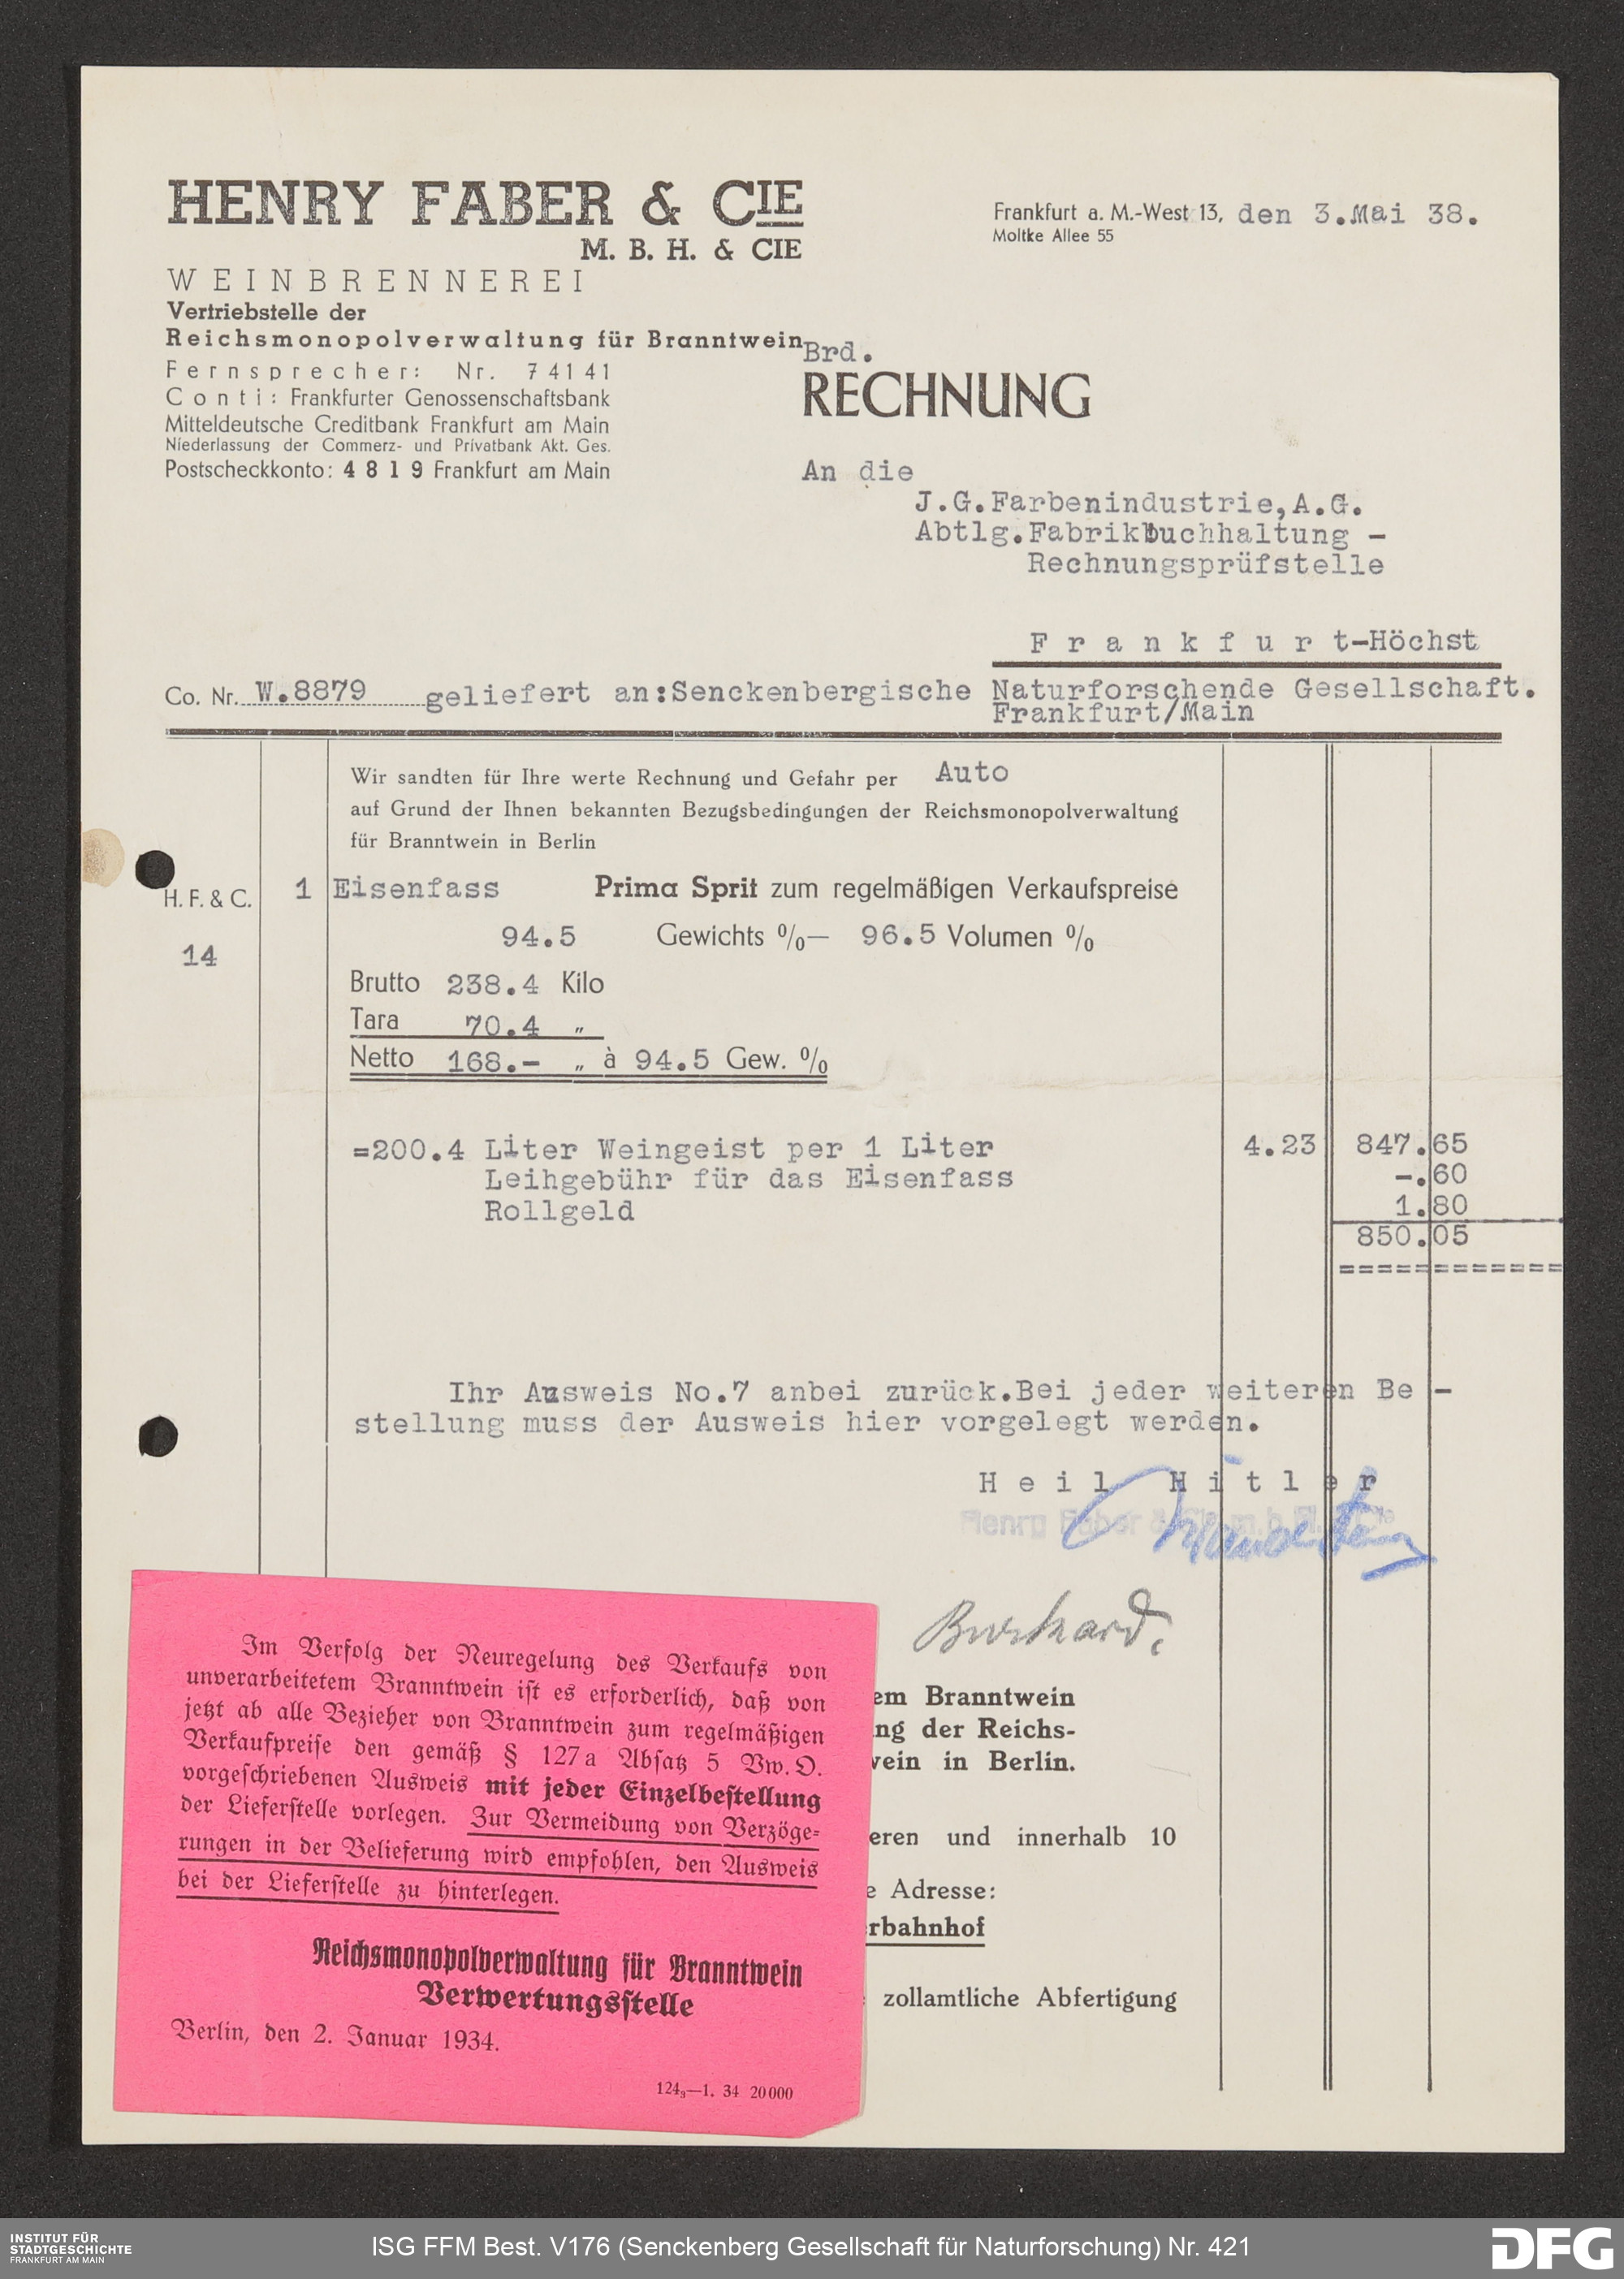 HENRY FABER & CIE
M. B. H. & CIE
WEINBRENNEREI
Vertriebstelle der
Reichsmonopolverwaltung für Branntwein
Fernsprecher: Nr. 74141
Conti: Frankfurter Genossenschaftsbank
Mitteldeutsche Creditbank Frankfurt am Main
Niederlassung der Commerz- und Privatbank Akt. Ges.
Postscheckkonto: 4819 Frankfurt am Main
Frankfurt a. M.-West 13, den 3.Mai 38.
Moltke Allee 55
Brd.
RECHNUNG
An die
J.G.Farbenindustrie,A.G.
Abtlg.Fabrikbuchhaltung -
Rechnungsprüfstelle
F r a n k f u r t-Höchst
Co. Nr. W.8879 geliefert an:Senckenbergische Naturforschende Gesellschaft.
Frankfurt/Main
Wir sandten für Ihre werte Rechnung und Gefahr per Auto
auf Grund der Ihnen bekannten Bezugsbedingungen der Reichsmonopolverwaltung
für Branntwein in Berlin
H. F. & C. 1 Eisenfass Prima Sprit zum regelmäßigen Verkaufspreise
14 94.5 Gewichts %— 96.5 Volumen %
Brutto 238.4 Kilo
Tara 70.4 „
Netto 168.- „ à 94.5 Gew. %
=200.4 Liter Weingeist per 1 Liter 4.23 847.65
Leihgebühr für das Eisenfass -.60
Rollgeld 1.80
850.05
============
Ihr Ausweis No.7 anbei zurück.Bei jeder weiteren Be -
stellung muss der Ausweis hier vorgelegt werden.
H e i l H i t l e r
Henry Faber & Cie m.b.H.
Burkard.
em Branntwein
ng der Reichs-
wein in Berlin.
eren und innerhalb 10
e Adresse:
erbahnhof
zollamtliche Abfertigung
Im Verfolg der Neuregelung des Verkaufs von
unverarbeitetem Branntwein ist es erforderlich, daß von
jetzt ab alle Bezieher von Branntwein zum regelmäßigen
Verkaufpreise den gemäß § 127a Absatz 5 Vw. O.
vorgeschriebenen Ausweis mit jeder Einzelbestellung
der Lieferstelle vorlegen. Zur Vermeidung von Verzöge-
rungen in der Belieferung wird empfohlen, den Ausweis
bei der Lieferstelle zu hinterlegen.
Reichsmonopolverwaltung für Branntwein
Verwertungsstelle
Berlin, den 2. Januar 1934.
124₃—1. 34 20000
INSTITUT FÜR
STADTGESCHICHTE
FRANKFURT AM MAIN
ISG FFM Best. V176 (Senckenberg Gesellschaft für Naturforschung) Nr. 421
DFG